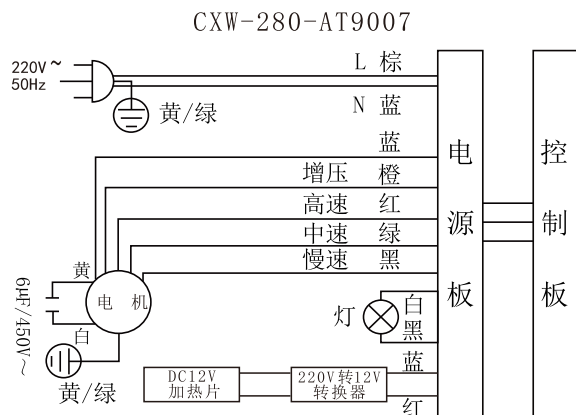 CXW-280-AT9007
220V~
50Hz
L 棕
黄/绿
N 蓝
蓝
增压 橙
高速 红
中速 绿
慢速 黑
电源板
控制板
黄
电 机
白
6μF/450V~
黄/绿
灯
白
黑
蓝
DC12V
加热片
220V转12V
转换器
红